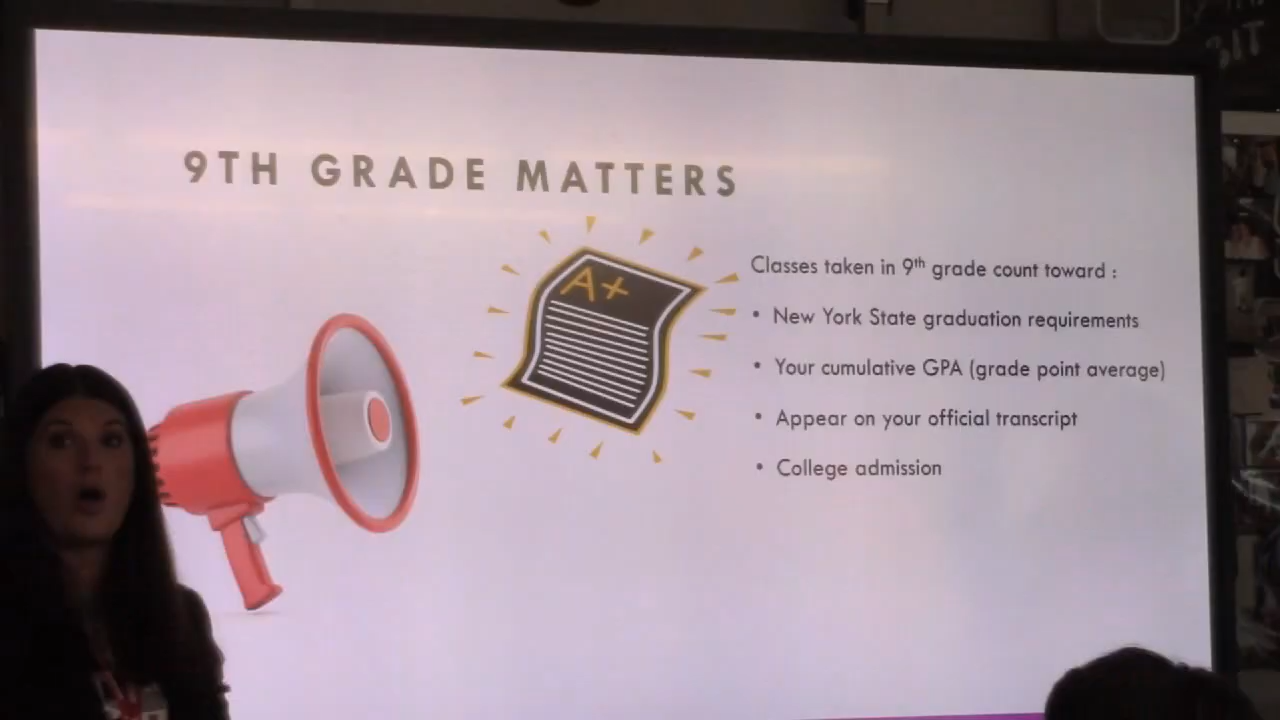 BIT
9TH GRADE MATTERS
A+
Classes taken in 9th grade count toward :
• New York State graduation requirements
• Your cumulative GPA (grade point average)
• Appear on your official transcript
• College admission